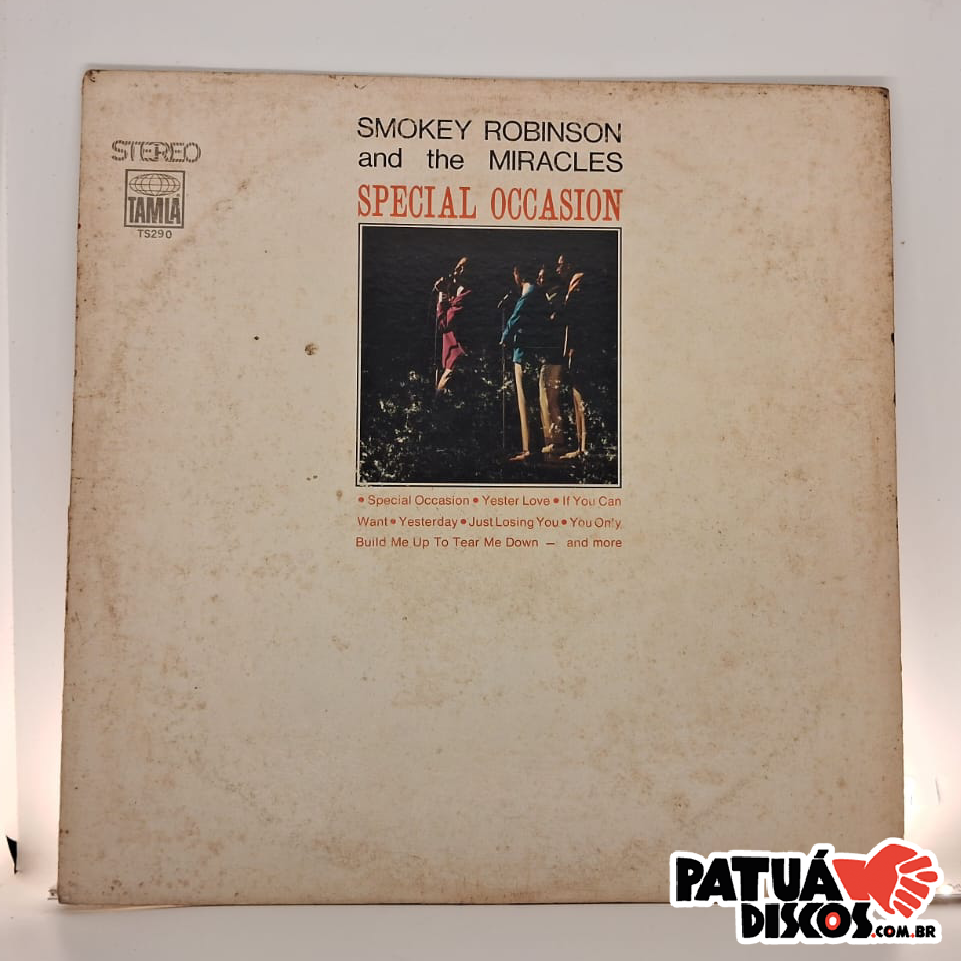 SMOKEY ROBINSON
and the MIRACLES
SPECIAL OCCASION
STEREO
TAMLA
TS290
• Special Occasion • Yester Love • If You Can
Want • Yesterday • Just Losing You • You Only
Build Me Up To Tear Me Down — and more
PATUÁ
DISCOS.COM.BR